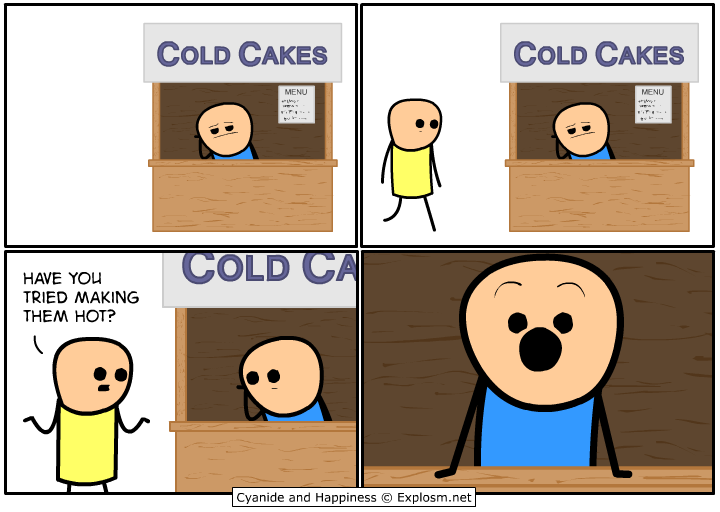 COLD CAKES
MENU
COLD CAKES
MENU
HAVE YOU
TRIED MAKING
THEM HOT?
COLD CA
Cyanide and Happiness © Explosm.net